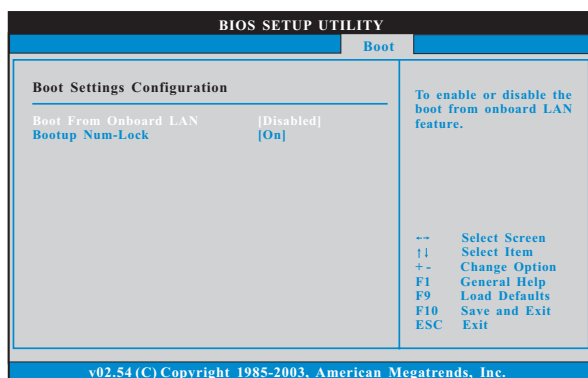 BIOS SETUP UTILITY
Boot
Boot Settings Configuration
Boot From Onboard LAN [Disabled]
Bootup Num-Lock [On]
To enable or disable the
boot from onboard LAN
feature.
←→ Select Screen
↑↓ Select Item
+ - Change Option
F1 General Help
F9 Load Defaults
F10 Save and Exit
ESC Exit
v02.54 (C) Copyright 1985-2003, American Megatrends, Inc.